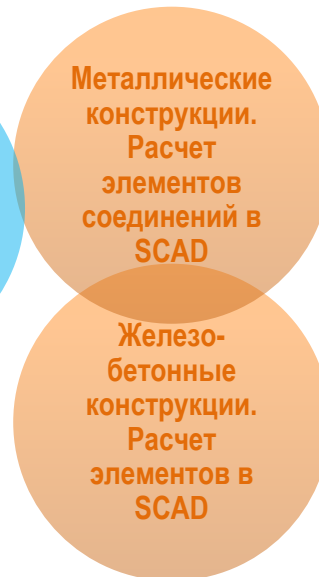 Металлические
конструкции.
Расчет
элементов
соединений в
SCAD
Железо-
бетонные
конструкции.
Расчет
элементов в
SCAD